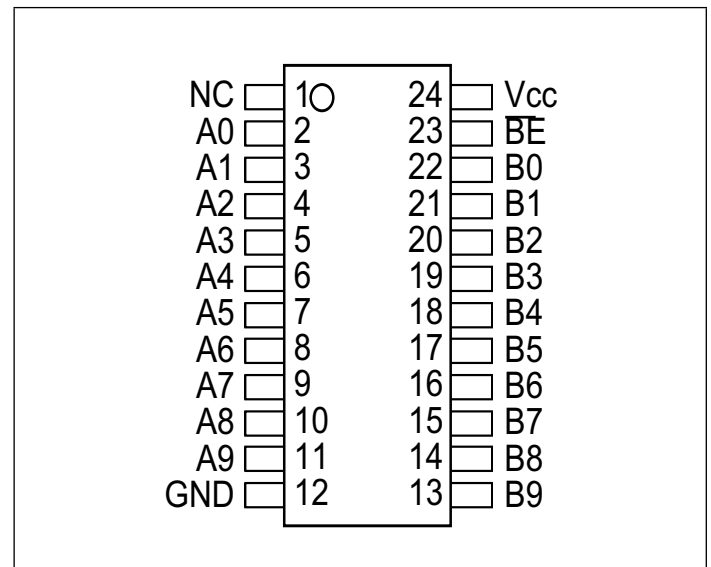 NC 1 24 Vcc
A0 2 23 B̅E̅
A1 3 22 B0
A2 4 21 B1
A3 5 20 B2
A4 6 19 B3
A5 7 18 B4
A6 8 17 B5
A7 9 16 B6
A8 10 15 B7
A9 11 14 B8
GND 12 13 B9